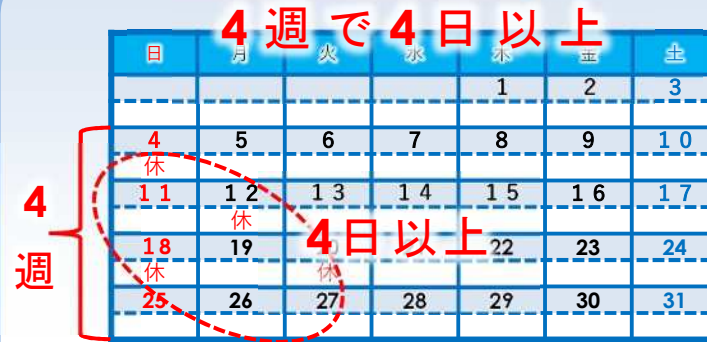 4週で4日以上
日 月 火 水 木 金 土
1 2 3
4 5 6 7 8 9 10
休
11 12 13 14 15 16 17
休
4週
4日以上
18 19 22 23 24
休 休
25 26 27 28 29 30 31